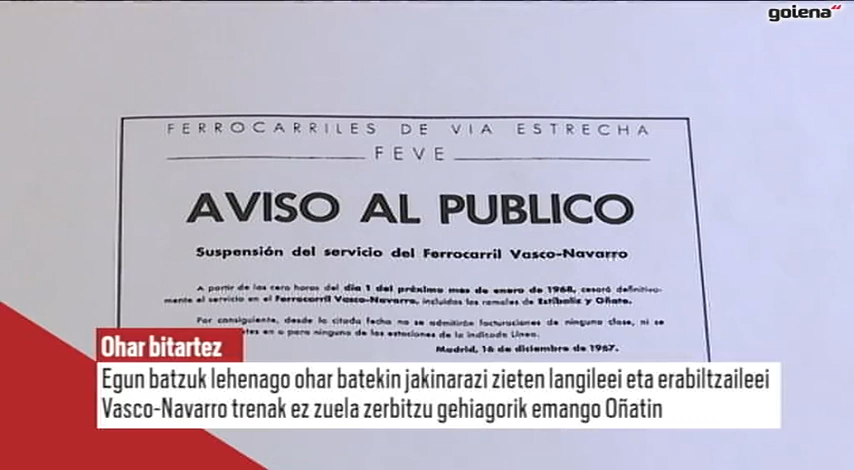 goiena
FERROCARRILES DE VIA ESTRECHA
FEVE
AVISO AL PUBLICO
Suspensión del servicio del Ferrocarril Vasco-Navarro
A partir de las cero horas del día 1 del próximo mes de enero de 1968, cesará definitiva-
mente el servicio en el Ferrocarril Vasco-Navarro, incluidos los ramales de Estíbaliz y Oñate.
Por consiguiente, desde la citada fecha no se admitirán facturaciones de ninguna clase, ni se
en o para ninguna de las estaciones de la indicada Línea.
Madrid, 16 de diciembre de 1967.
Ohar bitartez
Egun batzuk lehenago ohar batekin jakinarazi zieten langileei eta erabiltzaileei
Vasco-Navarro trenak ez zuela zerbitzu gehiagorik emango Oñatin